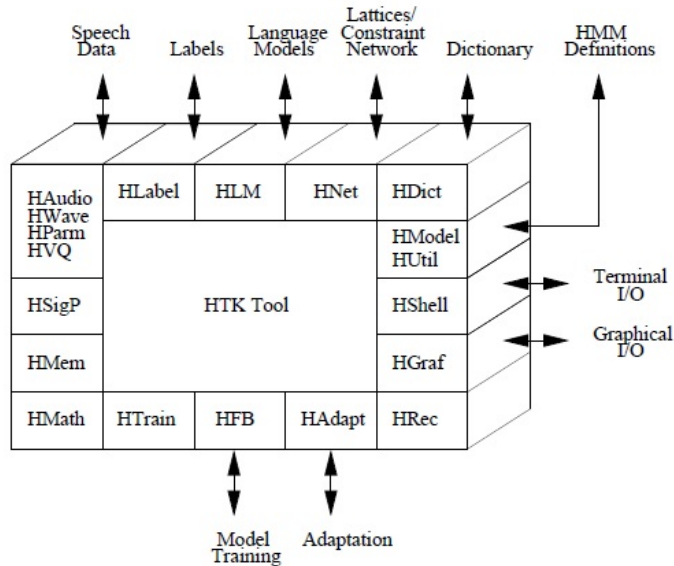 Speech
Data
Labels
Language
Models
Lattices/
Constraint
Network
Dictionary
HMM
Definitions
HAudio
HWave
HParm
HVQ
HLabel
HLM
HNet
HDict
HModel
HUtil
HSigP
HTK Tool
HShell
Terminal
I/O
HMem
HGraf
Graphical
I/O
HMath
HTrain
HFB
HAdapt
HRec
Model
Training
Adaptation